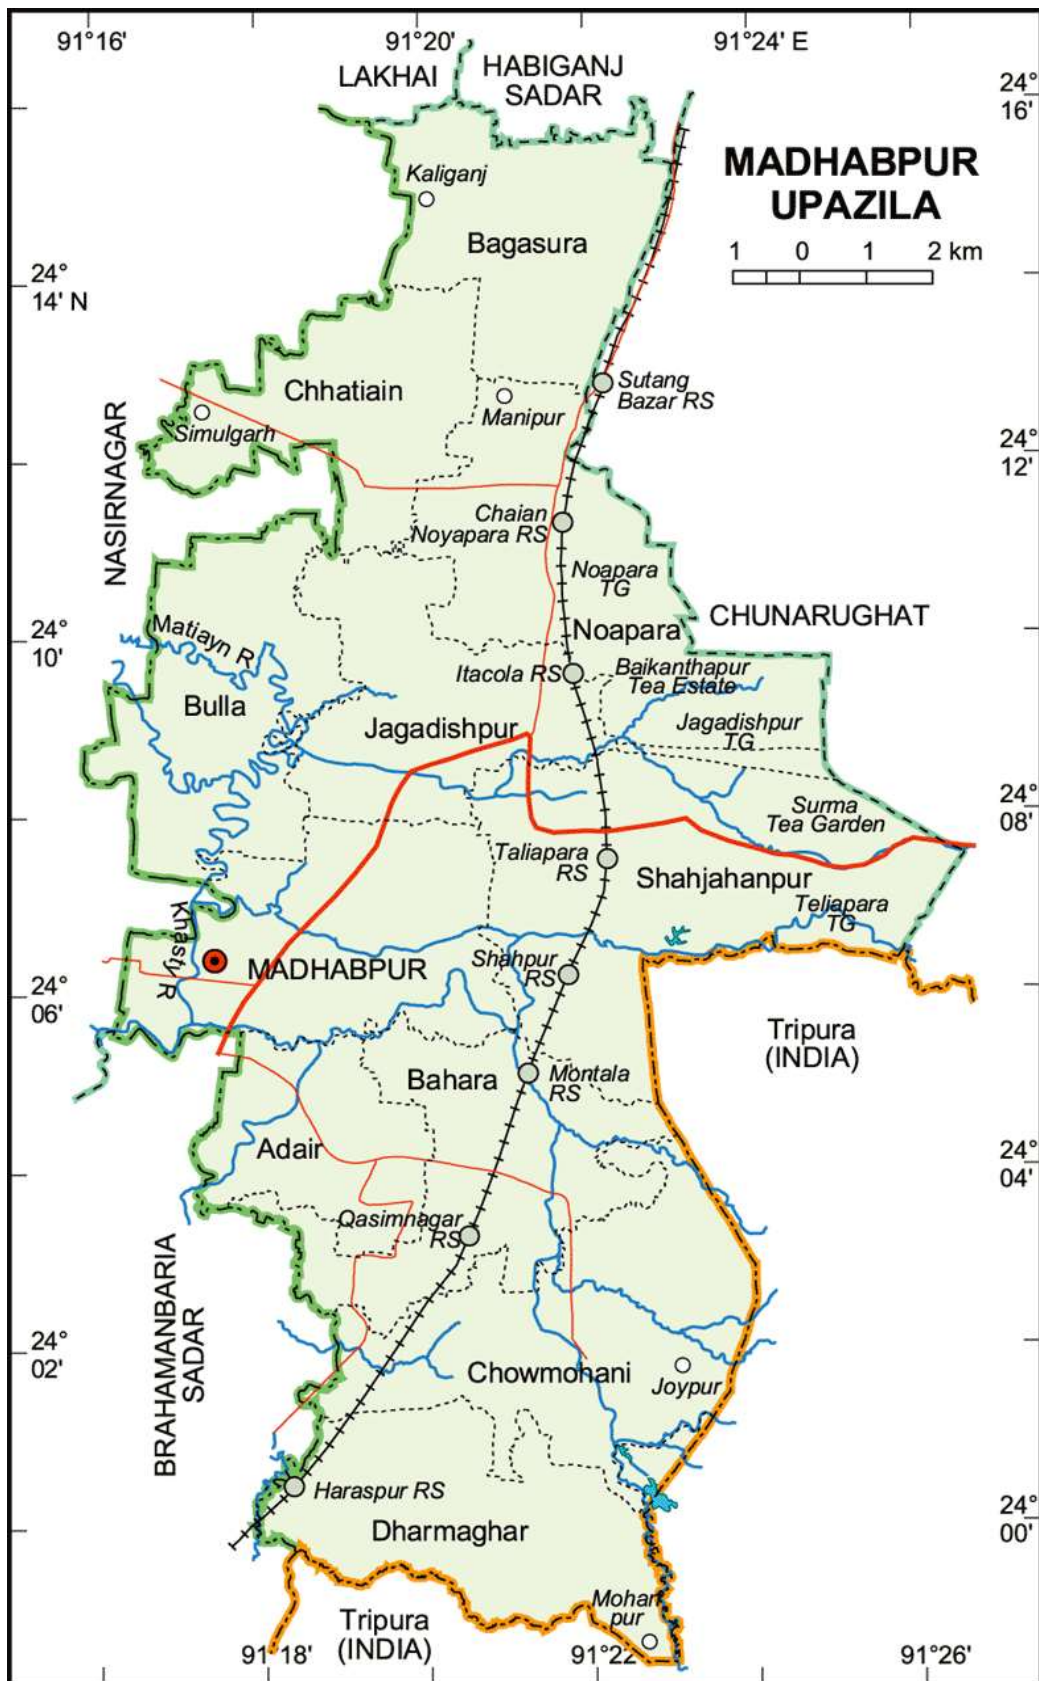 91°16'
91°20'
91°24' E
LAKHAI
HABIGANJ
SADAR
24°
16'
MADHABPUR
UPAZILA
1 0 1 2 km
Kaliganj
Bagasura
24°
14' N
Chhatiain
Simulgarh
Manipur
Sutang
Bazar RS
NASIRNAGAR
24°
12'
Chaian
Noyapara RS
Noapara
TG
Noapara
CHUNARUGHAT
24°
10'
Matiayn R
Itacola RS
Baikanthapur
Tea Estate
Bulla
Jagadishpur
Jagadishpur
TG
24°
08'
Surma
Tea Garden
Taliapara
RS
Shahjahanpur
Teliapara
TG
Khasty R
MADHABPUR
Shahpur
RS
24°
06'
Tripura
(INDIA)
Bahara
Montala
RS
Adair
24°
04'
Qasimnagar
RS
BRAHAMANBARIA
SADAR
24°
02'
Chowmohani
Joypur
Haraspur RS
24°
00'
Dharmaghar
Mohan
pur
Tripura
(INDIA)
91°18'
91°22'
91°26'